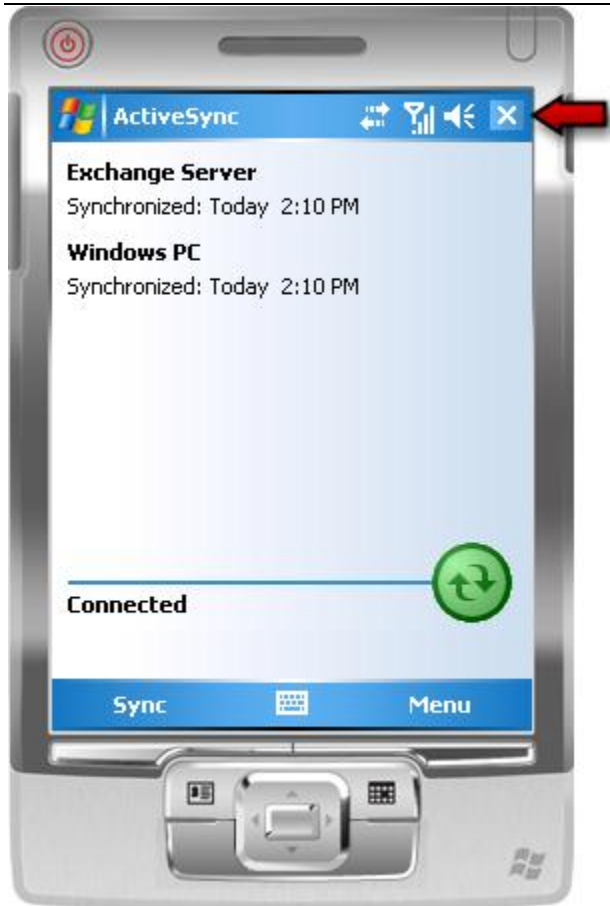 ActiveSync
Exchange Server
Synchronized: Today 2:10 PM
Windows PC
Synchronized: Today 2:10 PM
Connected
Sync Menu